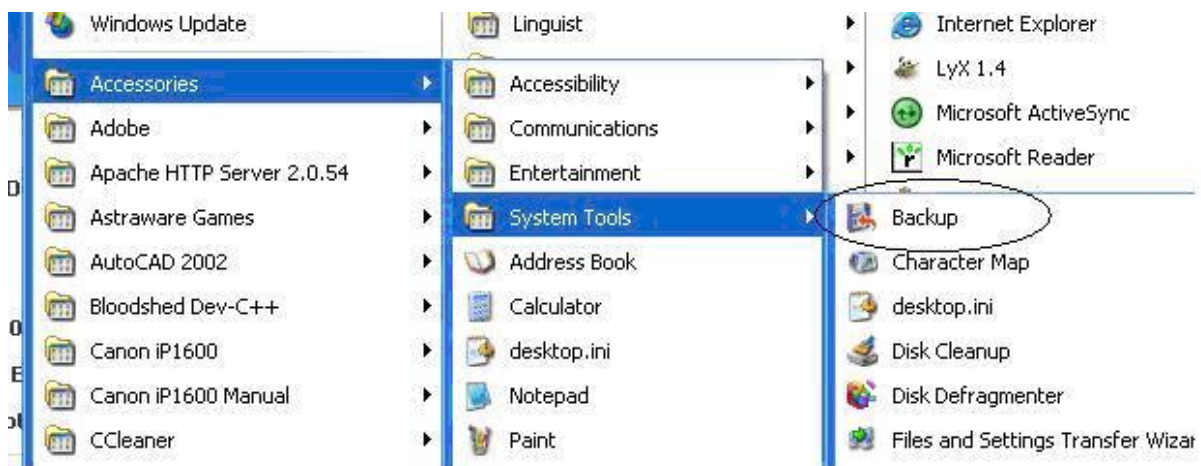 Windows Update
Accessories
Adobe
Apache HTTP Server 2.0.54
Astraware Games
AutoCAD 2002
Bloodshed Dev-C++
Canon iP1600
Canon iP1600 Manual
CCleaner
Linguist
Accessibility
Communications
Entertainment
System Tools
Address Book
Calculator
desktop.ini
Notepad
Paint
Internet Explorer
LyX 1.4
Microsoft ActiveSync
Microsoft Reader
Backup
Character Map
desktop.ini
Disk Cleanup
Disk Defragmenter
Files and Settings Transfer Wizar